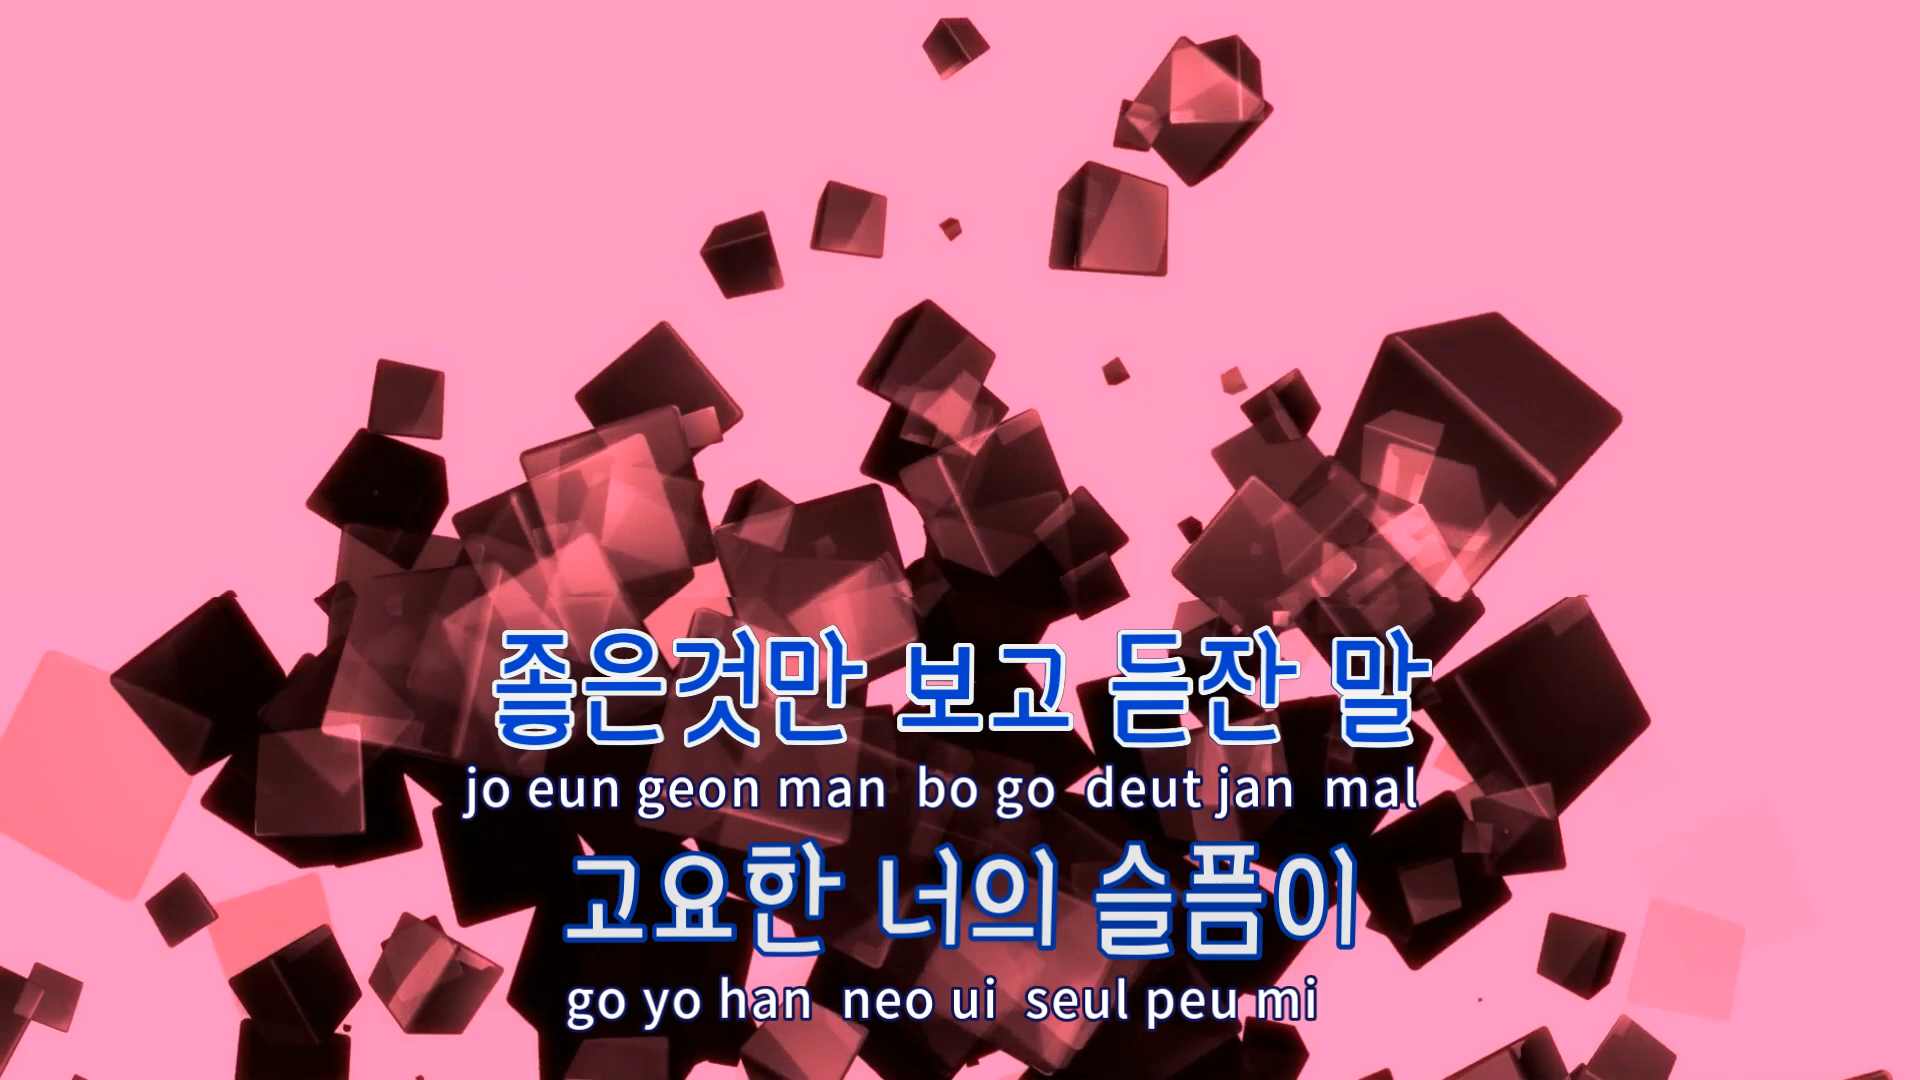 좋은것만 보고 듣잔 말
jo eun geon man bo go deut jan mal
고요한 너의 슬픔이
go yo han neo ui seul peu mi